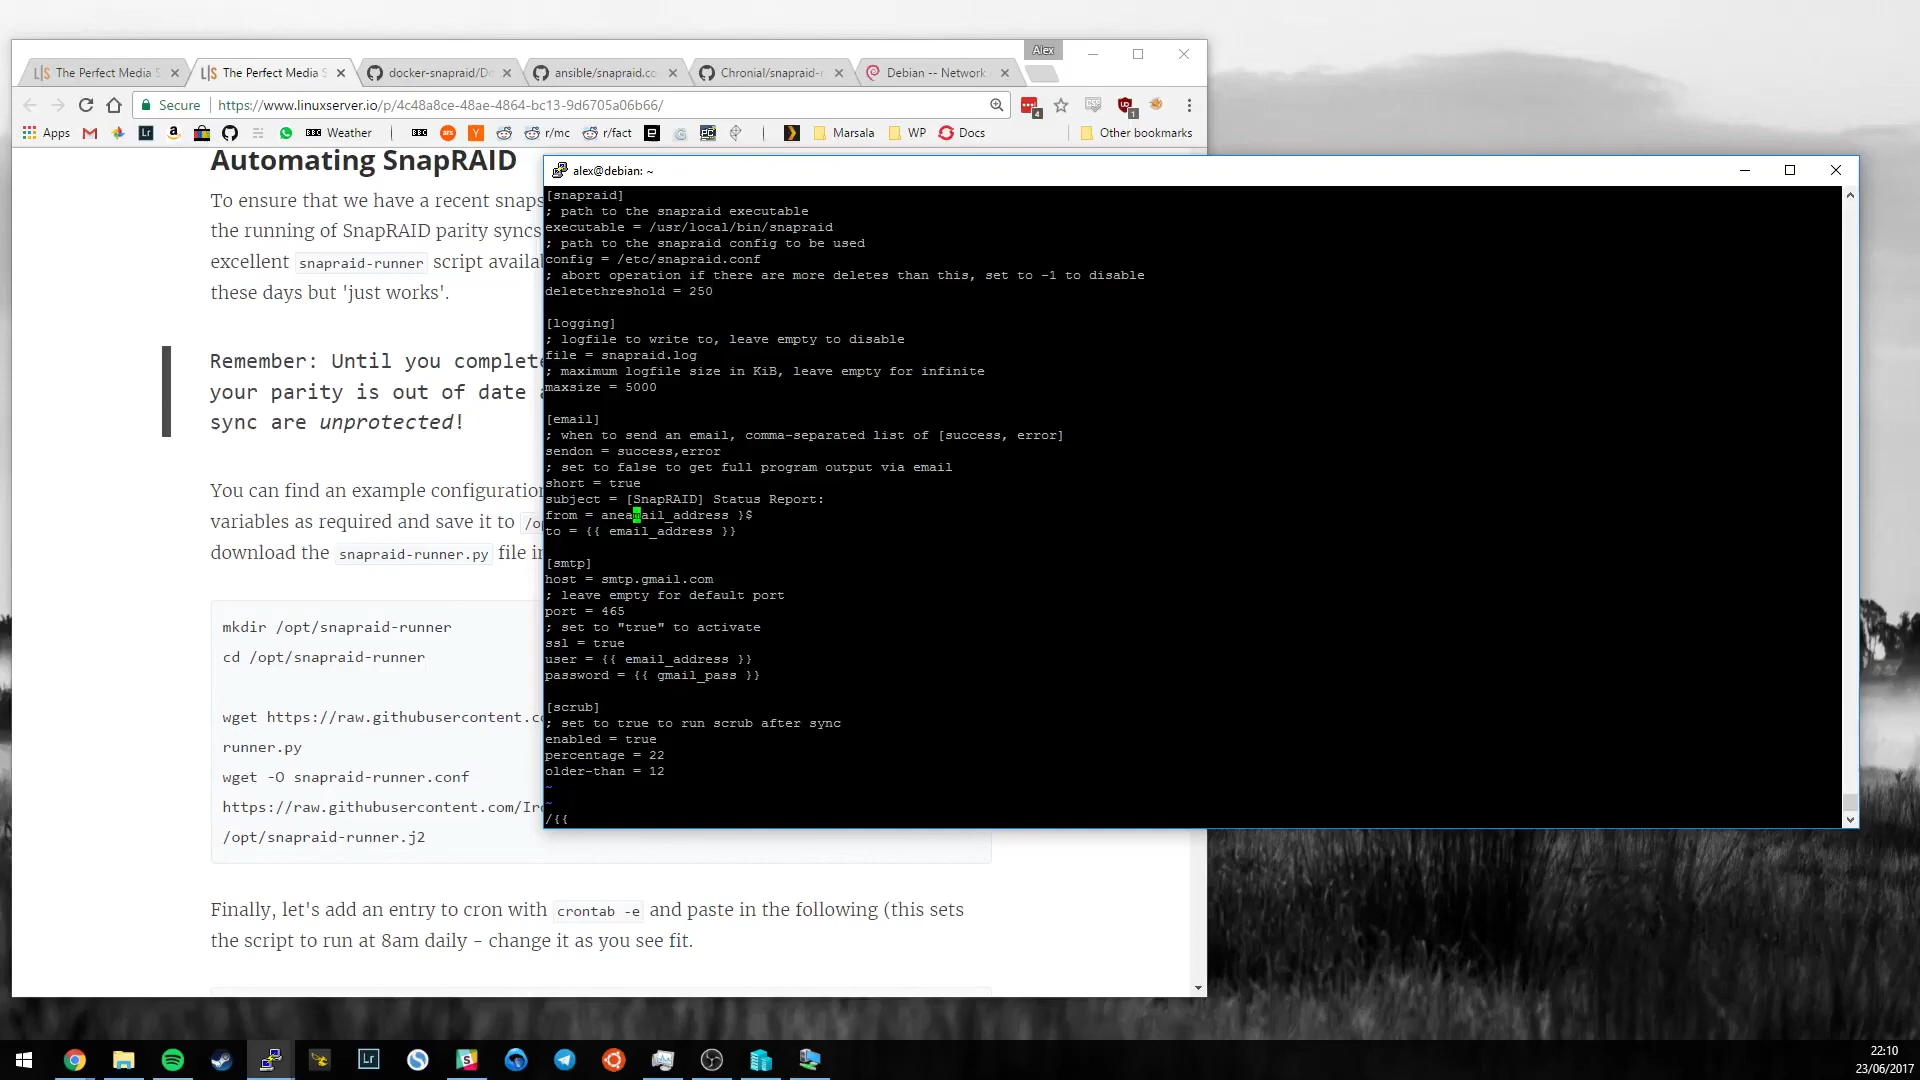 Alex
The Perfect Media S
The Perfect Media S
docker-snapraid/Do
ansible/snapraid.co
Chronial/snapraid-r
Debian -- Network
Secure
https://www.linuxserver.io/p/4c48a8ce-48ae-4864-bc13-9d6705a06b66/
4
1
Apps
Lr
BBC Weather
BBC
ars
Y
r/mc
r/fact
Marsala
WP
Docs
Other bookmarks
Automating SnapRAID
To ensure that we have a recent snaps
the running of SnapRAID parity syncs
excellent snapraid-runner script availa
these days but 'just works'.
Remember: Until you complete
your parity is out of date a
sync are unprotected!
You can find an example configuration
variables as required and save it to /op
download the snapraid-runner.py file in
mkdir /opt/snapraid-runner
cd /opt/snapraid-runner
wget https://raw.githubusercontent.co
runner.py
wget -O snapraid-runner.conf
https://raw.githubusercontent.com/Iro
/opt/snapraid-runner.j2
Finally, let's add an entry to cron with crontab -e and paste in the following (this sets
the script to run at 8am daily - change it as you see fit.
alex@debian: ~
[snapraid]
; path to the snapraid executable
executable = /usr/local/bin/snapraid
; path to the snapraid config to be used
config = /etc/snapraid.conf
; abort operation if there are more deletes than this, set to -1 to disable
deletethreshold = 250
[logging]
; logfile to write to, leave empty to disable
file = snapraid.log
; maximum logfile size in KiB, leave empty for infinite
maxsize = 5000
[email]
; when to send an email, comma-separated list of [success, error]
sendon = success,error
; set to false to get full program output via email
short = true
subject = [SnapRAID] Status Report:
from = aneamail_address }$
to = {{ email_address }}
[smtp]
host = smtp.gmail.com
; leave empty for default port
port = 465
; set to "true" to activate
ssl = true
user = {{ email_address }}
password = {{ gmail_pass }}
[scrub]
; set to true to run scrub after sync
enabled = true
percentage = 22
older-than = 12
~
~
/{{
Lr
22:10
23/06/2017